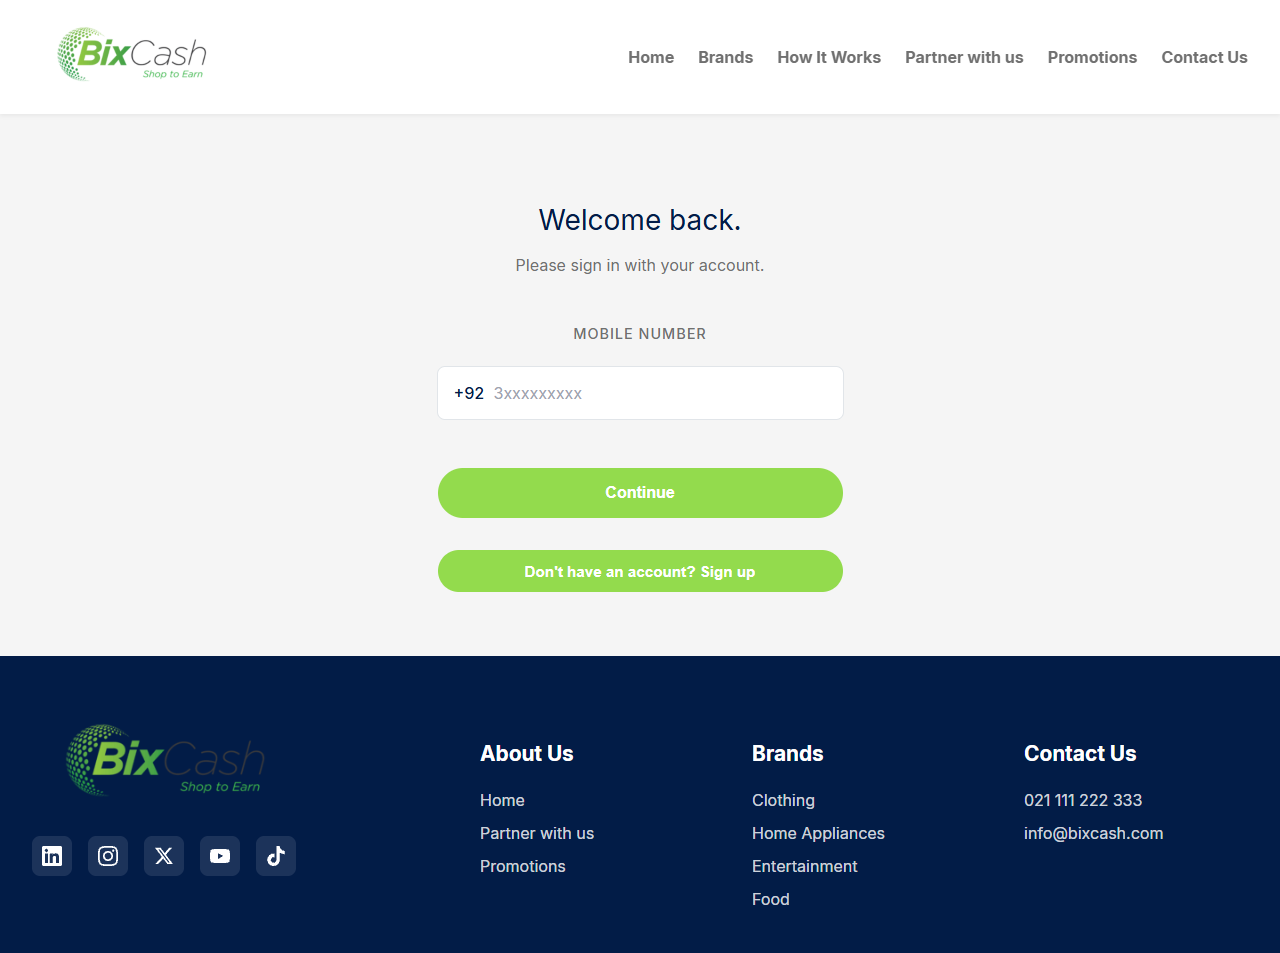 BixCash
Shop to Earn
Home Brands How It Works Partner with us Promotions Contact Us
Welcome back.
Please sign in with your account.
MOBILE NUMBER
+92 3xxxxxxxxx
Continue
Don't have an account? Sign up
BixCash
Shop to Earn
About Us
Home
Partner with us
Promotions
Brands
Clothing
Home Appliances
Entertainment
Food
Contact Us
021 111 222 333
info@bixcash.com